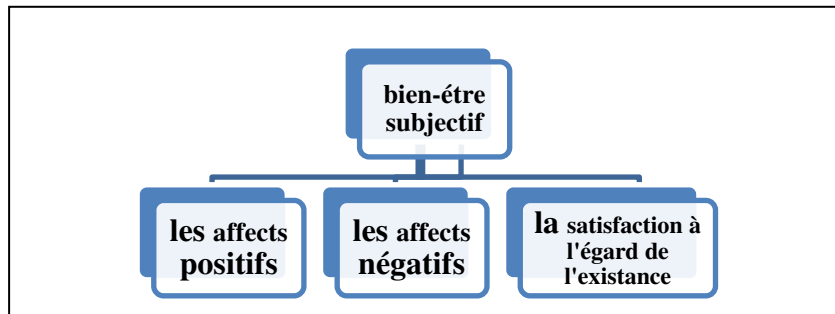 bien-étre
subjectif
les affects
positifs
les affects
négatifs
la satisfaction à
l'égard de
l'existance